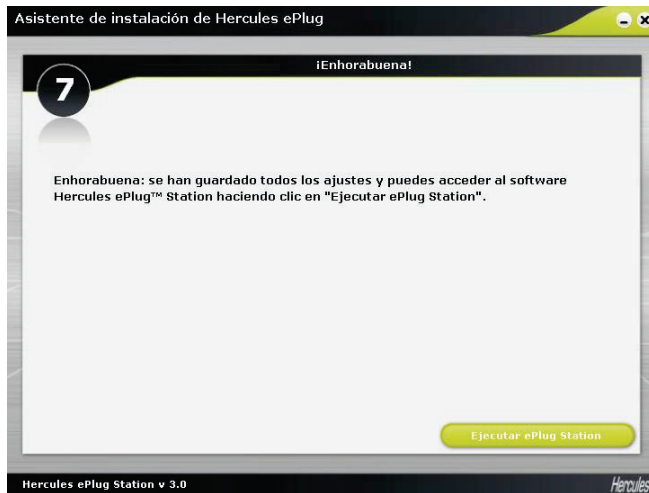 Asistente de instalación de Hercules ePlug
¡Enhorabuena!
7
Enhorabuena: se han guardado todos los ajustes y puedes acceder al software
Hercules ePlug™ Station haciendo clic en "Ejecutar ePlug Station".
Ejecutar ePlug Station
Hercules ePlug Station v 3.0
Hercules